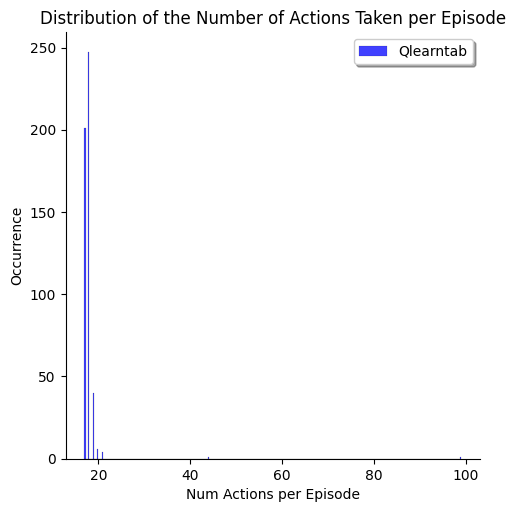 Distribution of the Number of Actions Taken per Episode
Qlearntab
250
200
150
100
50
0
Occurrence
20 40 60 80 100
Num Actions per Episode